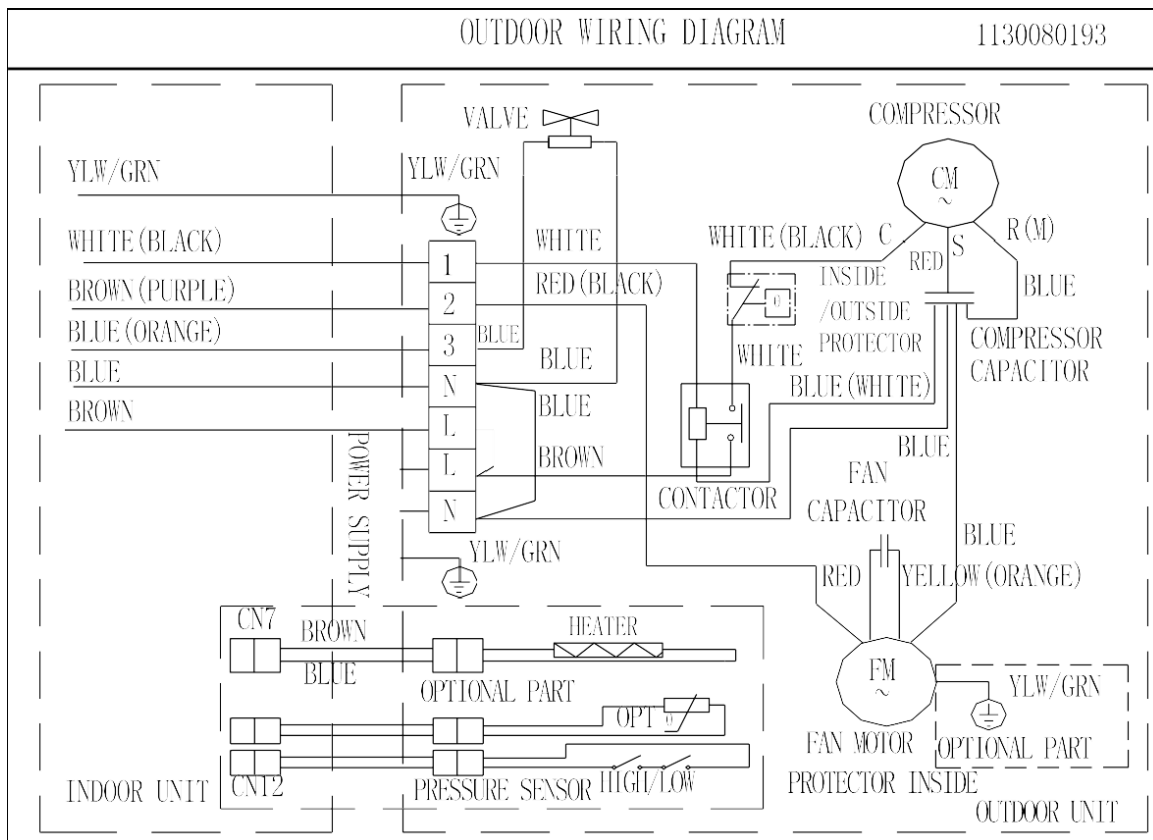 OUTDOOR WIRING DIAGRAM 1130080193
VALVE
COMPRESSOR
YLW/GRN
YLW/GRN
CM
~
WHITE(BLACK)
WHITE
WHITE(BLACK) C
S
R(M)
1
RED
BROWN(PURPLE)
RED(BLACK)
INSIDE
/OUTSIDE
PROTECTOR
BLUE
2
BLUE(ORANGE)
BLUE
3
WHITE
COMPRESSOR
CAPACITOR
BLUE
BLUE
N
BLUE(WHITE)
BROWN
BLUE
L
BLUE
POWER SUPPLY
L
BROWN
FAN
CAPACITOR
CONTACTOR
N
BLUE
YLW/GRN
RED
YELLOW(ORANGE)
CN7
BROWN
HEATER
BLUE
OPTIONAL PART
FM
~
YLW/GRN
OPT
FAN MOTOR
OPTIONAL PART
CN12
PRESSURE SENSOR
HIGH/LOW
PROTECTOR INSIDE
INDOOR UNIT
OUTDOOR UNIT